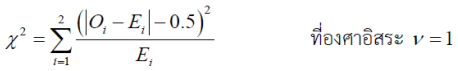 χ² = ∑_{i=1}^{2} (|O_i − E_i| − 0.5)² / E_i ที่องศาอิสระ ν = 1